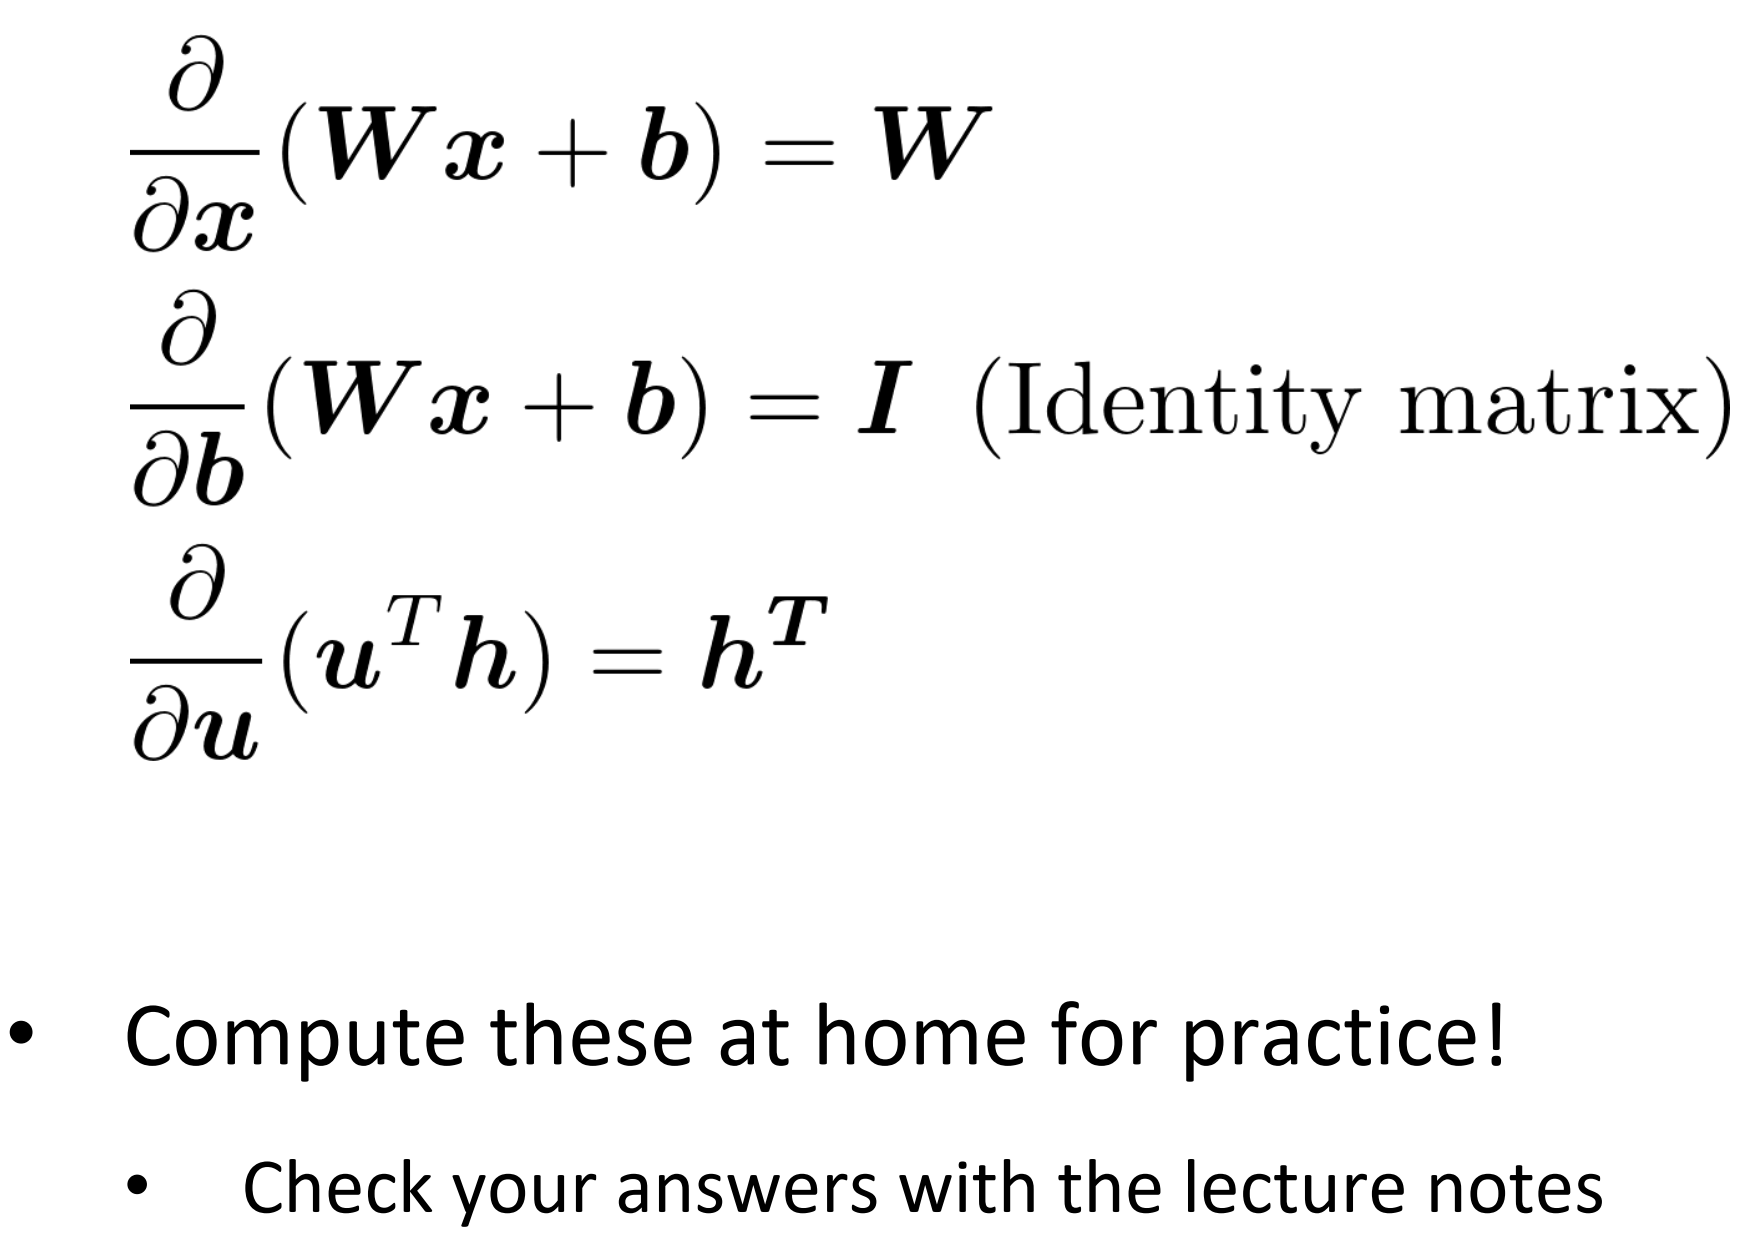 $\frac{\partial}{\partial \boldsymbol{x}}(\boldsymbol{W}\boldsymbol{x} + \boldsymbol{b}) = \boldsymbol{W}$
$\frac{\partial}{\partial \boldsymbol{b}}(\boldsymbol{W}\boldsymbol{x} + \boldsymbol{b}) = \boldsymbol{I}$ (Identity matrix)
$\frac{\partial}{\partial \boldsymbol{u}}(\boldsymbol{u}^T \boldsymbol{h}) = \boldsymbol{h}^{\boldsymbol{T}}$
• Compute these at home for practice!
• Check your answers with the lecture notes